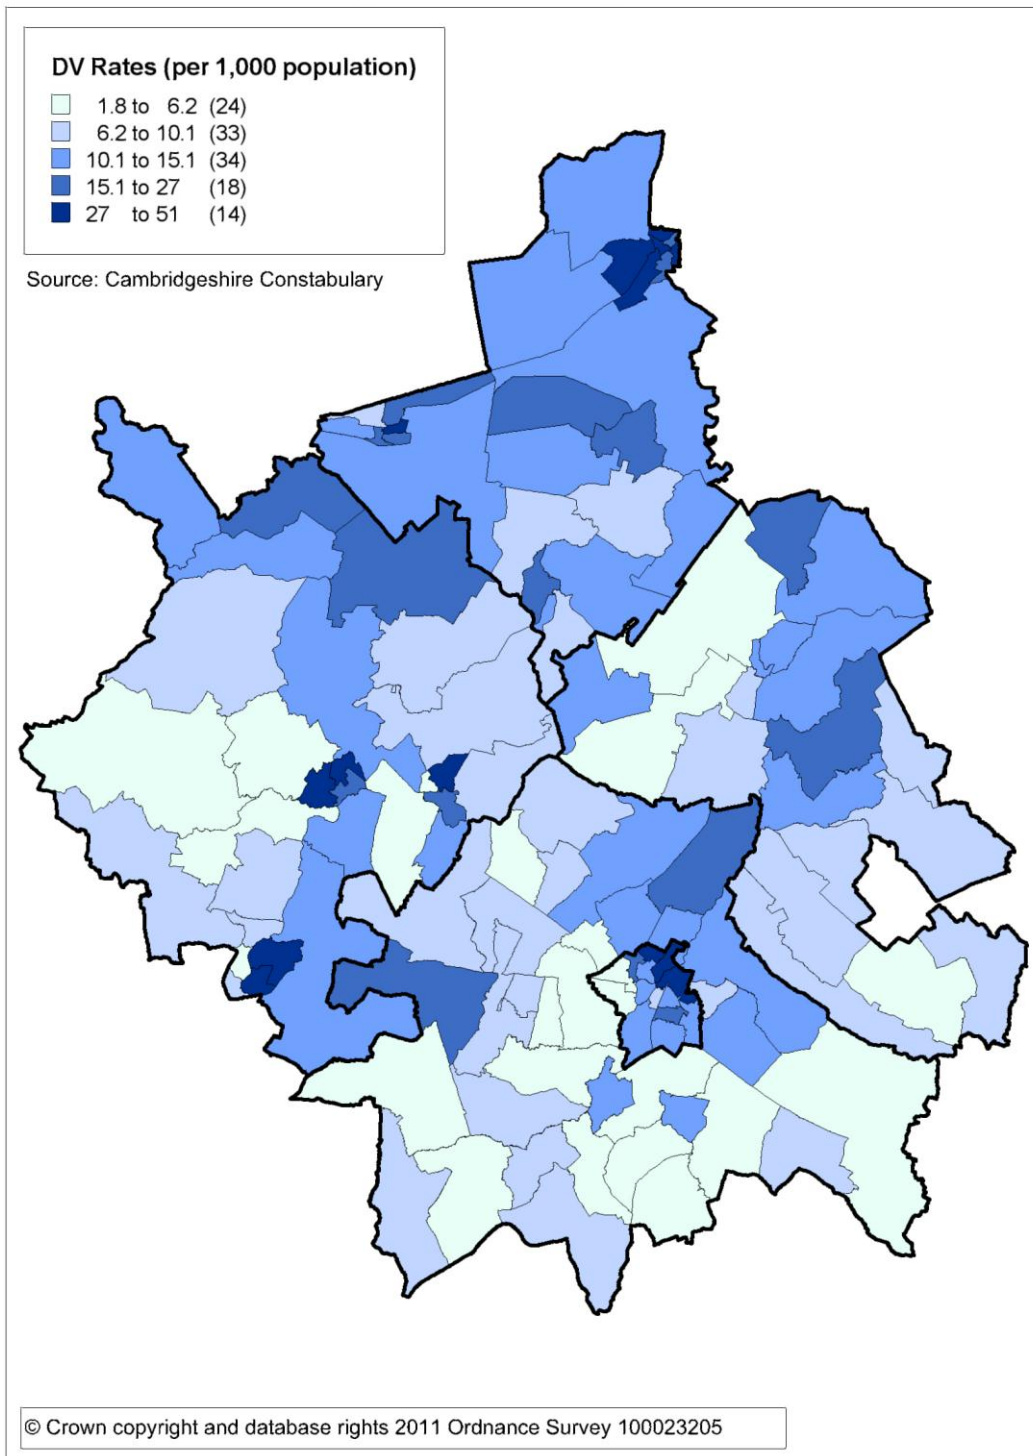 DV Rates (per 1,000 population)
1.8 to 6.2 (24)
6.2 to 10.1 (33)
10.1 to 15.1 (34)
15.1 to 27 (18)
27 to 51 (14)
Source: Cambridgeshire Constabulary
© Crown copyright and database rights 2011 Ordnance Survey 100023205